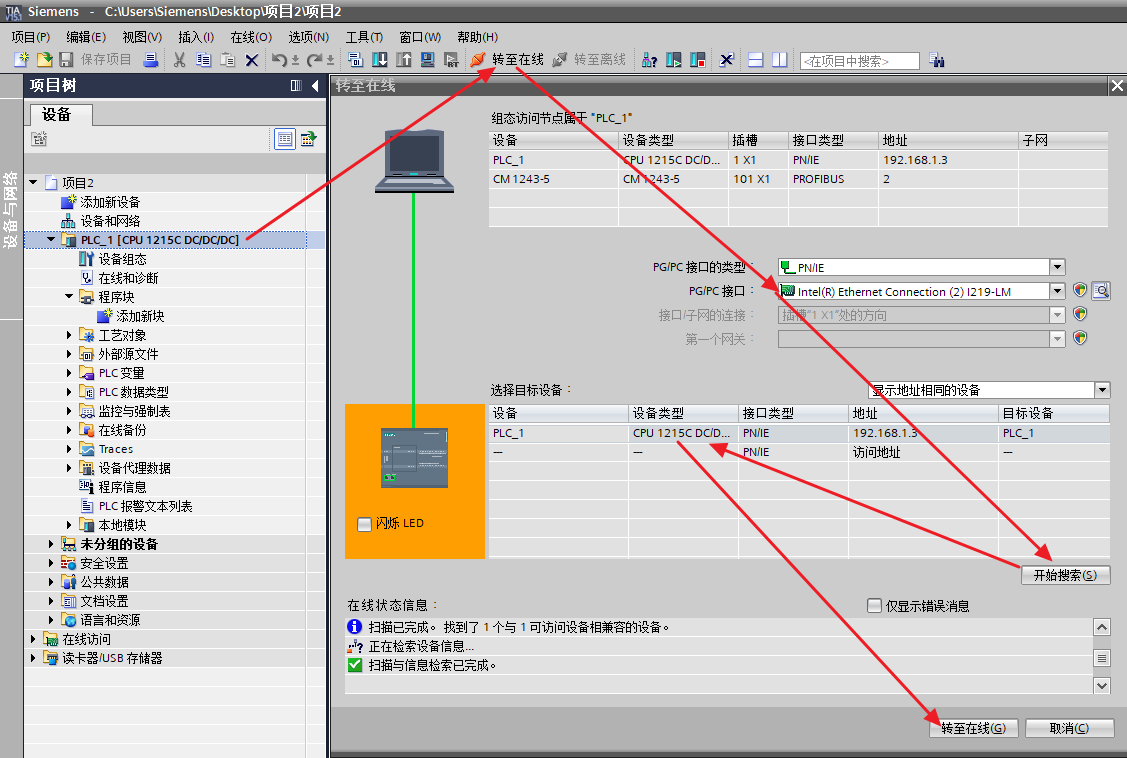 Siemens - C:\Users\Siemens\Desktop\项目2\项目2
项目(P) 编辑(E) 视图(V) 插入(I) 在线(O) 选项(N) 工具(T) 窗口(W) 帮助(H)
保存项目 转至在线 转至离线 <在项目中搜索>
项目树
设备
设备与网络
项目2
添加新设备
设备和网络
PLC_1 [CPU 1215C DC/DC/DC]
设备组态
在线和诊断
程序块
添加新块
工艺对象
外部源文件
PLC 变量
PLC 数据类型
监控与强制表
在线备份
Traces
设备代理数据
程序信息
PLC 报警文本列表
本地模块
未分组的设备
安全设置
公共数据
文档设置
语言和资源
在线访问
读卡器/USB 存储器
转至在线
组态访问节点属于 "PLC_1"
设备 设备类型 插槽 接口类型 地址 子网
PLC_1 CPU 1215C DC/D... 1 X1 PN/IE 192.168.1.3
CM 1243-5 CM 1243-5 101 X1 PROFIBUS 2
PG/PC 接口的类型： PN/IE
PG/PC 接口： Intel(R) Ethernet Connection (2) I219-LM
接口/子网的连接： 插槽"1 X1"处的方向
第一个网关：
选择目标设备： 显示地址相同的设备
设备 设备类型 接口类型 地址 目标设备
PLC_1 CPU 1215C DC/D... PN/IE 192.168.1.3 PLC_1
— — PN/IE 访问地址 —
闪烁 LED
开始搜索(S)
在线状态信息： 仅显示错误消息
扫描已完成。 找到了 1 个与 1 可访问设备相兼容的设备。
正在检索设备信息...
扫描与信息检索已完成。
转至在线(G) 取消(C)